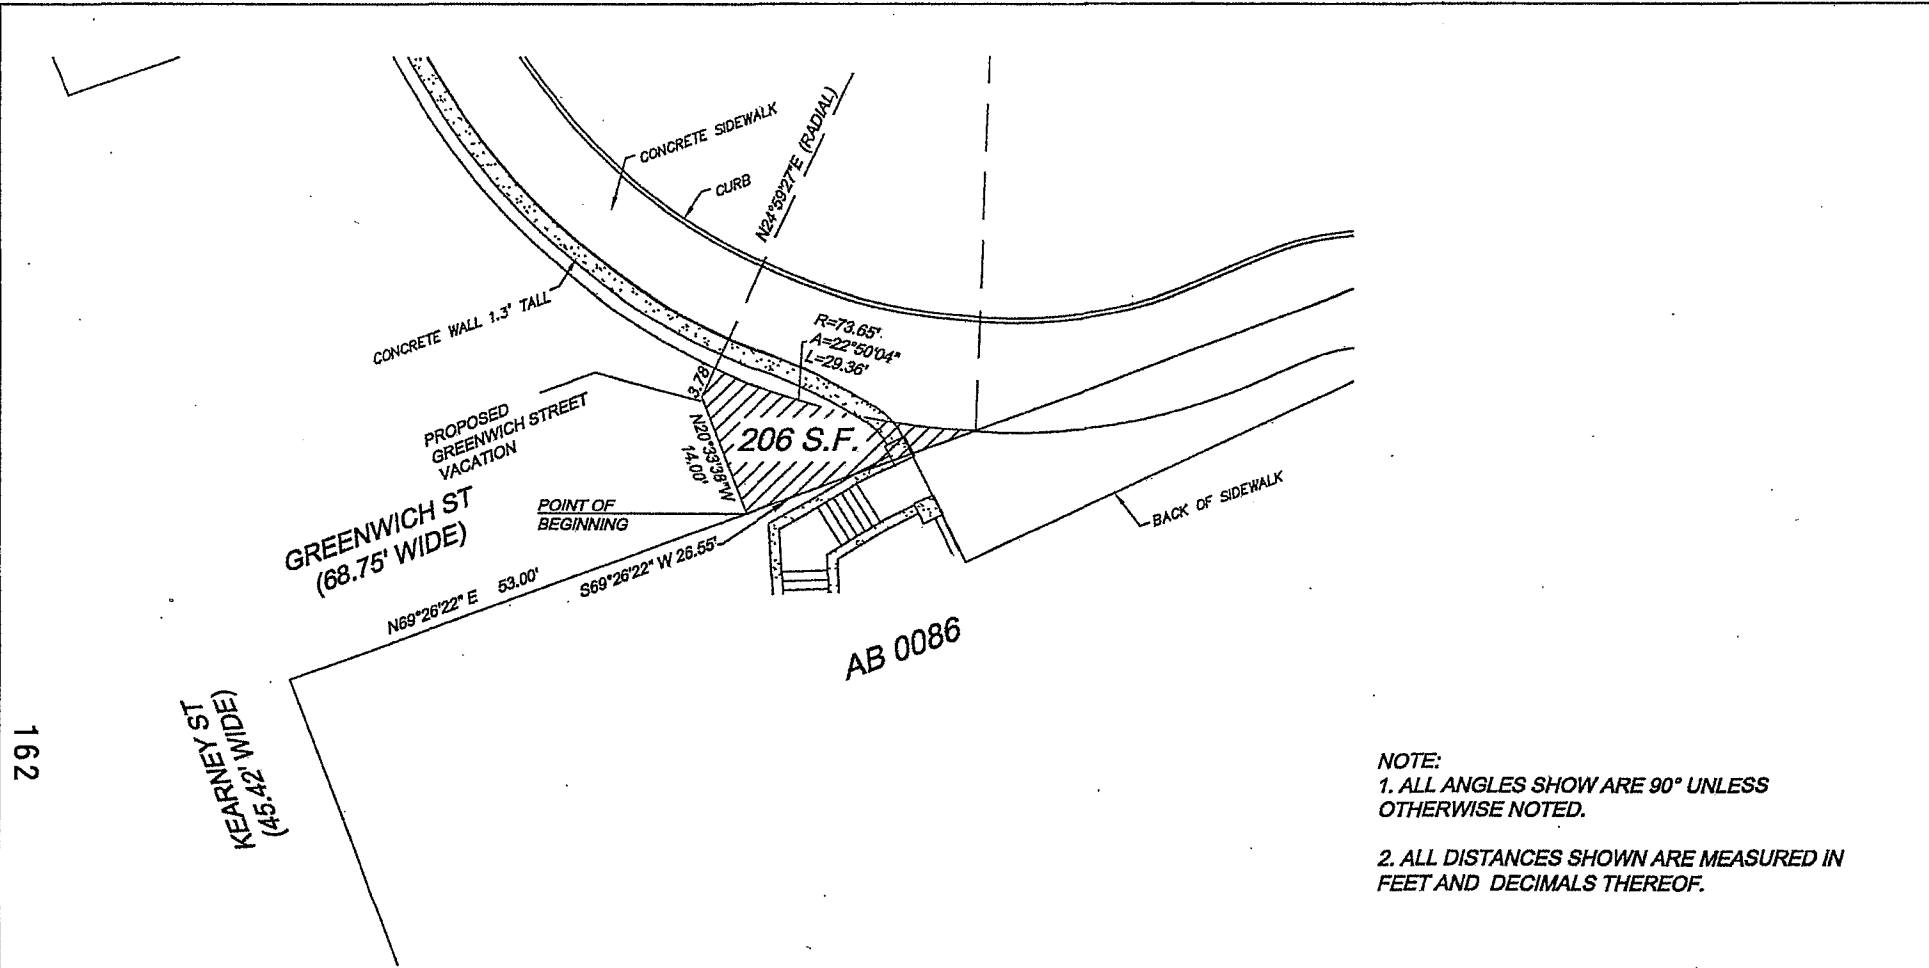 CONCRETE SIDEWALK
CURB
N24°59'27"E (RADIAL)
CONCRETE WALL 1.3' TALL
R=73.65'
A=22°50'04"
L=29.36'
3.78
PROPOSED
GREENWICH STREET
VACATION
N20°33'38"W
14.00'
206 S.F.
GREENWICH ST
(68.75' WIDE)
POINT OF
BEGINNING
BACK OF SIDEWALK
N69°26'22" E 53.00'
S69°26'22" W 26.55'
AB 0086
KEARNEY ST
(45.42' WIDE)
162
NOTE:
1. ALL ANGLES SHOW ARE 90° UNLESS
OTHERWISE NOTED.
2. ALL DISTANCES SHOWN ARE MEASURED IN
FEET AND DECIMALS THEREOF.